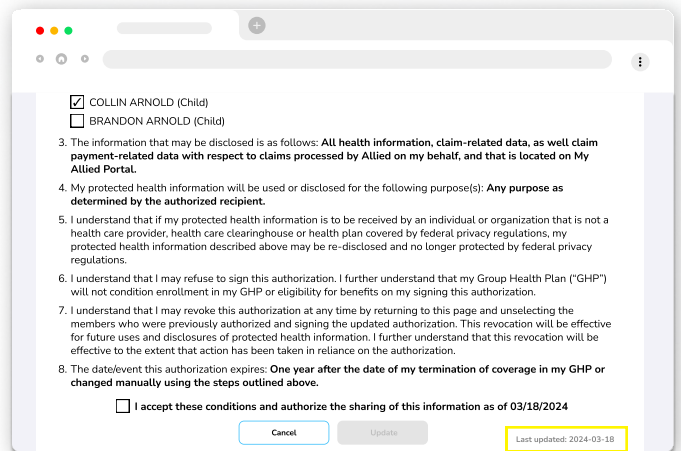 COLLIN ARNOLD (Child)
BRANDON ARNOLD (Child)
3. The information that may be disclosed is as follows: All health information, claim-related data, as well claim
payment-related data with respect to claims processed by Allied on my behalf, and that is located on My
Allied Portal.
4. My protected health information will be used or disclosed for the following purpose(s): Any purpose as
determined by the authorized recipient.
5. I understand that if my protected health information is to be received by an individual or organization that is not a
health care provider, health care clearinghouse or health plan covered by federal privacy regulations, my
protected health information described above may be re-disclosed and no longer protected by federal privacy
regulations.
6. I understand that I may refuse to sign this authorization. I further understand that my Group Health Plan (“GHP”)
will not condition enrollment in my GHP or eligibility for benefits on my signing this authorization.
7. I understand that I may revoke this authorization at any time by returning to this page and unselecting the
members who were previously authorized and signing the updated authorization. This revocation will be effective
for future uses and disclosures of protected health information. I further understand that this revocation will be
effective to the extent that action has been taken in reliance on the authorization.
8. The date/event this authorization expires: One year after the date of my termination of coverage in my GHP or
changed manually using the steps outlined above.
I accept these conditions and authorize the sharing of this information as of 03/18/2024
Cancel
Update
Last updated: 2024-03-18